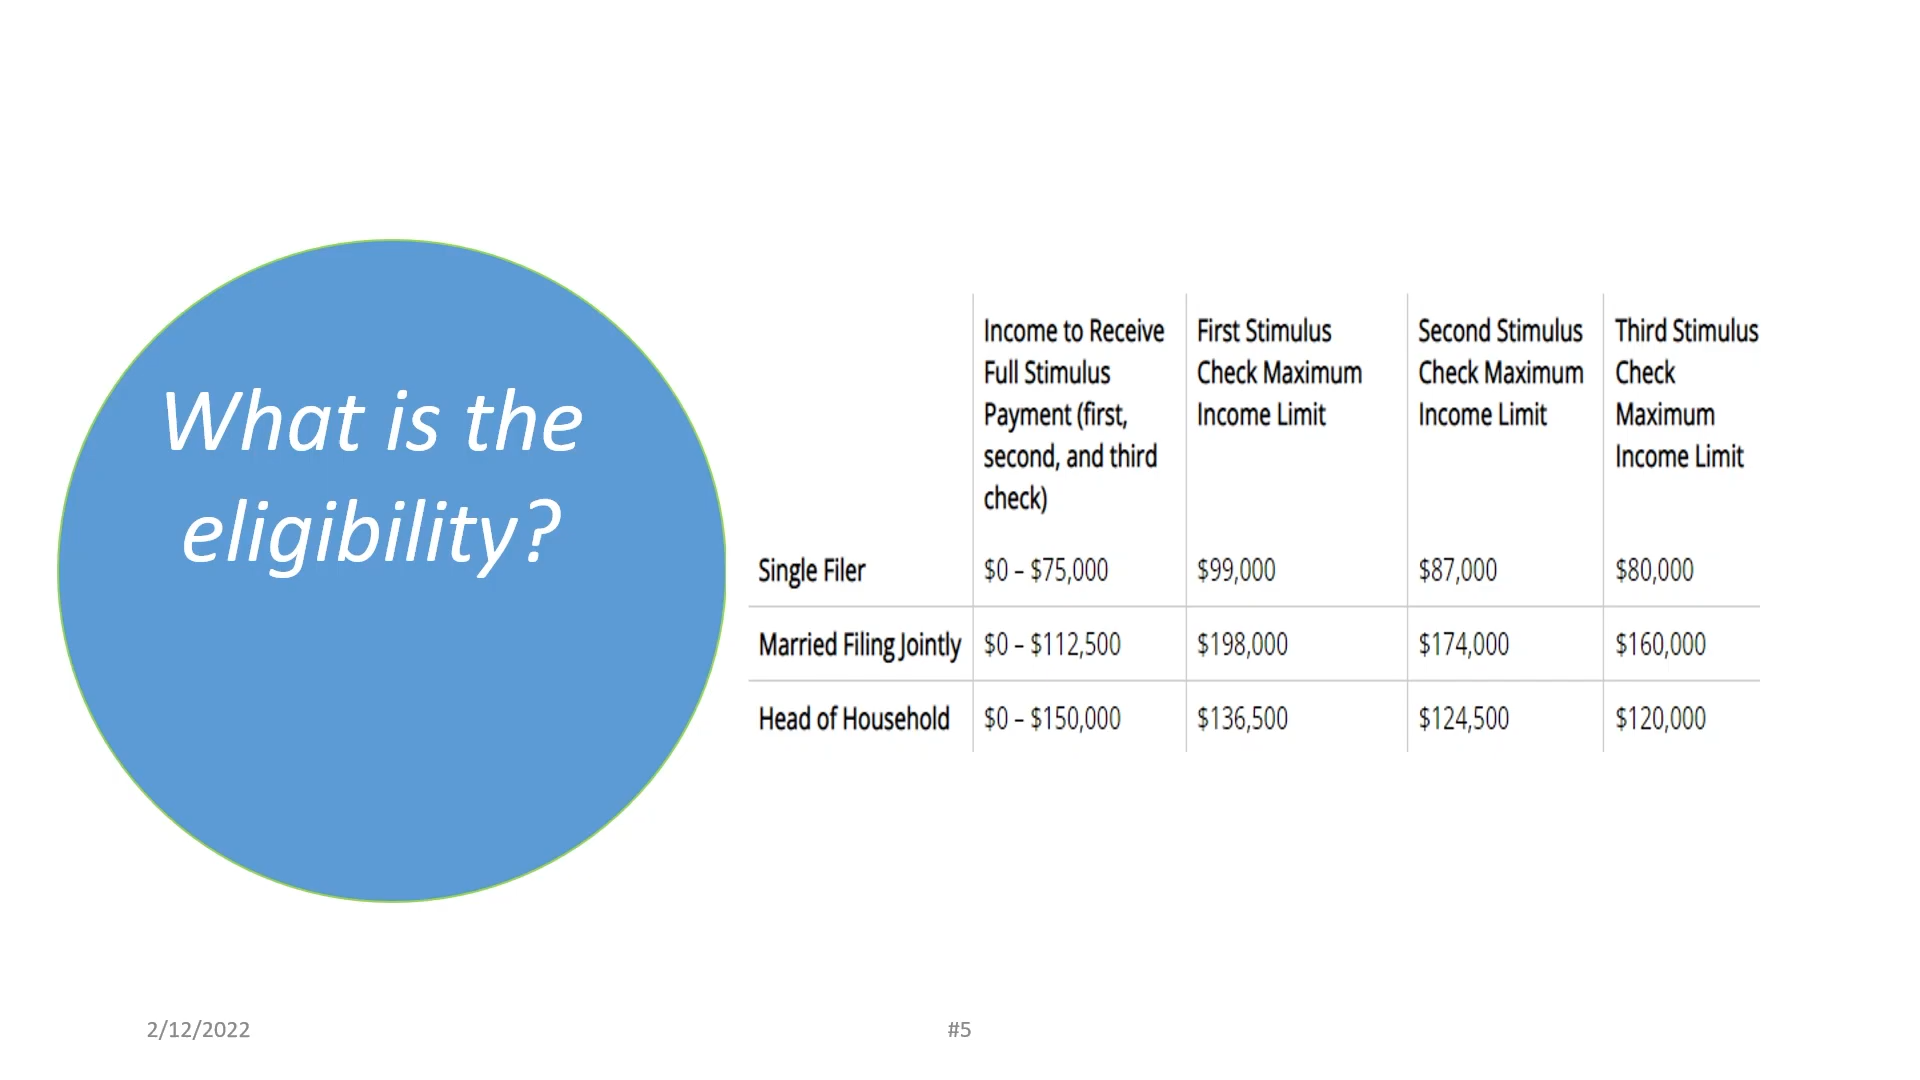 What is the
eligibility?
Income to Receive
Full Stimulus
Payment (first,
second, and third
check)
First Stimulus
Check Maximum
Income Limit
Second Stimulus
Check Maximum
Income Limit
Third Stimulus
Check
Maximum
Income Limit
Single Filer $0 – $75,000 $99,000 $87,000 $80,000
Married Filing Jointly $0 – $112,500 $198,000 $174,000 $160,000
Head of Household $0 – $150,000 $136,500 $124,500 $120,000
2/12/2022 #5